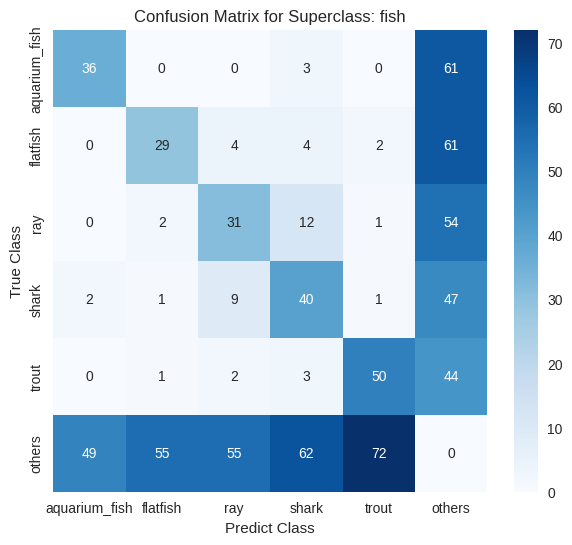 Confusion Matrix for Superclass: fish
True Class
aquarium_fish 36 0 0 3 0 61
flatfish 0 29 4 4 2 61
ray 0 2 31 12 1 54
shark 2 1 9 40 1 47
trout 0 1 2 3 50 44
others 49 55 55 62 72 0
aquarium_fish flatfish ray shark trout others
Predict Class
70
60
50
40
30
20
10
0